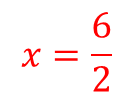 x = 6/2